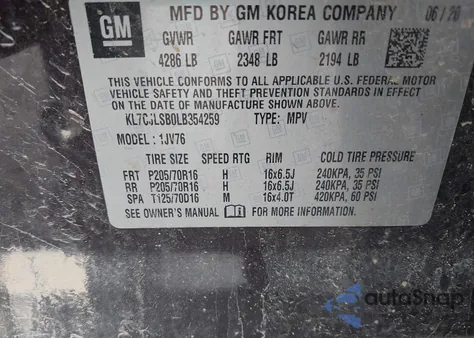 GM
MFD BY GM KOREA COMPANY 06/20
GVWR GAWR FRT GAWR RR
4286 LB 2348 LB 2194 LB
THIS VEHICLE CONFORMS TO ALL APPLICABLE U.S. FEDERAL MOTOR
VEHICLE SAFETY AND THEFT PREVENTION STANDARDS IN EFFECT
ON THE DATE OF MANUFACTURE SHOWN ABOVE.
KL7CJLSB0LB354259 TYPE: MPV
MODEL: 1JV76
TIRE SIZE SPEED RTG RIM COLD TIRE PRESSURE
FRT P205/70R16 H 16x6.5J 240KPA, 35 PSI
RR P205/70R16 H 16x6.5J 240KPA, 35 PSI
SPA T125/70D16 M 16x4.0T 420KPA, 60 PSI
SEE OWNER'S MANUAL FOR MORE INFORMATION.
autoSnap